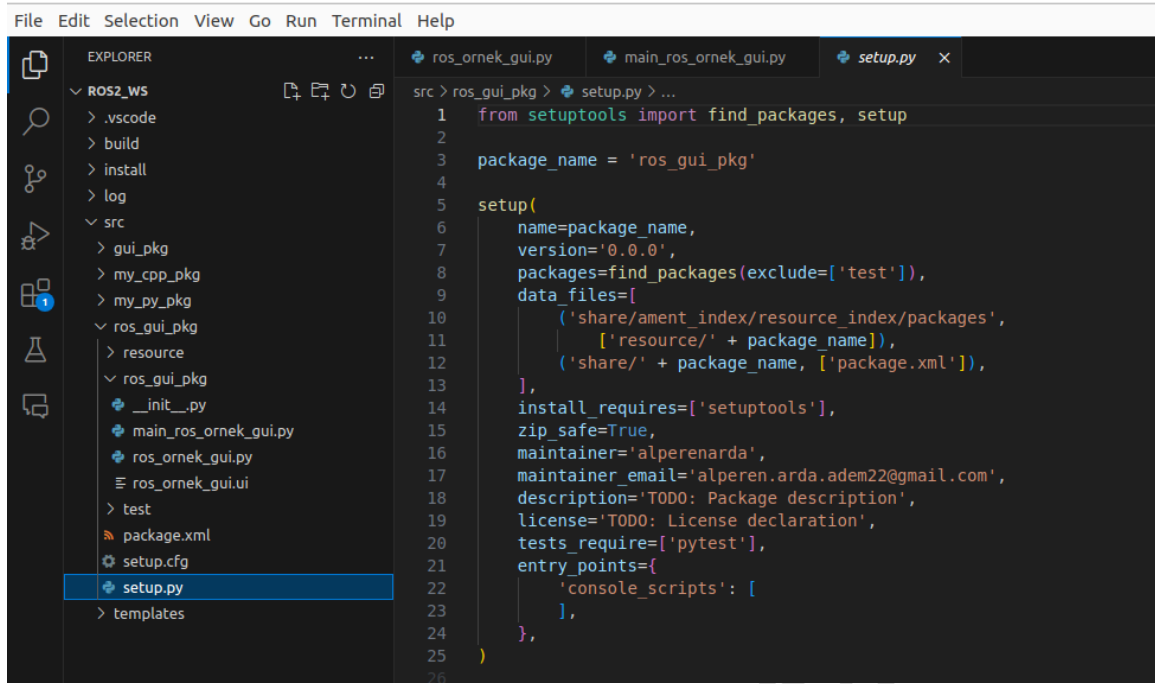 File Edit Selection View Go Run Terminal Help
EXPLORER
ROS2_WS
.vscode
build
install
log
src
gui_pkg
my_cpp_pkg
my_py_pkg
ros_gui_pkg
resource
ros_gui_pkg
__init__.py
main_ros_ornek_gui.py
ros_ornek_gui.py
ros_ornek_gui.ui
test
package.xml
setup.cfg
setup.py
templates
1
ros_ornek_gui.py main_ros_ornek_gui.py setup.py
src > ros_gui_pkg > setup.py > ...
1 from setuptools import find_packages, setup
2
3 package_name = 'ros_gui_pkg'
4
5 setup(
6 name=package_name,
7 version='0.0.0',
8 packages=find_packages(exclude=['test']),
9 data_files=[
10 ('share/ament_index/resource_index/packages',
11 ['resource/' + package_name]),
12 ('share/' + package_name, ['package.xml']),
13 ],
14 install_requires=['setuptools'],
15 zip_safe=True,
16 maintainer='alperenarda',
17 maintainer_email='alperen.arda.adem22@gmail.com',
18 description='TODO: Package description',
19 license='TODO: License declaration',
20 tests_require=['pytest'],
21 entry_points={
22 'console_scripts': [
23 ],
24 },
25 )
26